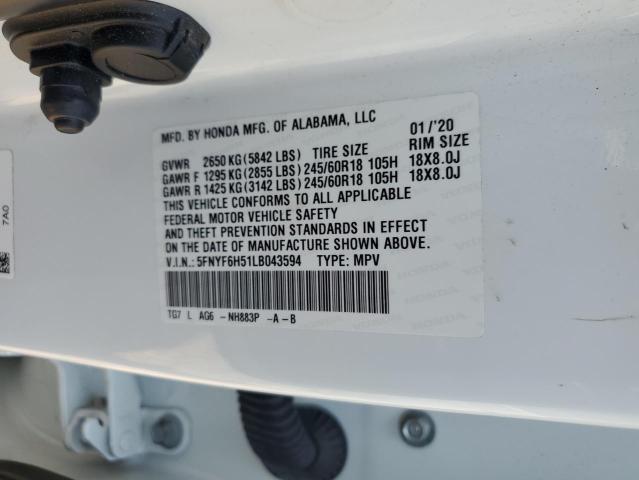 MFD. BY HONDA MFG. OF ALABAMA, LLC 01/'20
GVWR 2650 KG (5842 LBS) TIRE SIZE RIM SIZE
GAWR F 1295 KG (2855 LBS) 245/60R18 105H 18X8.0J
GAWR R 1425 KG (3142 LBS) 245/60R18 105H 18X8.0J
THIS VEHICLE CONFORMS TO ALL APPLICABLE
FEDERAL MOTOR VEHICLE SAFETY
AND THEFT PREVENTION STANDARDS IN EFFECT
ON THE DATE OF MANUFACTURE SHOWN ABOVE.
V.I.N.: 5FNYF6H51LB043594 TYPE: MPV
TG7 L AG6 -NH883P -A-B
7A0